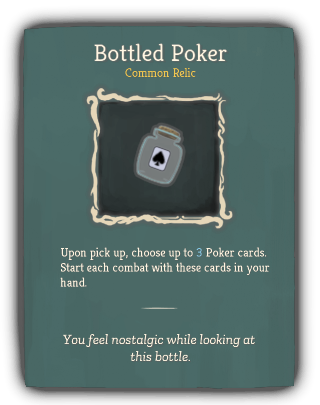 Bottled Poker
Common Relic
Upon pick up, choose up to 3 Poker cards.
Start each combat with these cards in your
hand.
You feel nostalgic while looking at
this bottle.